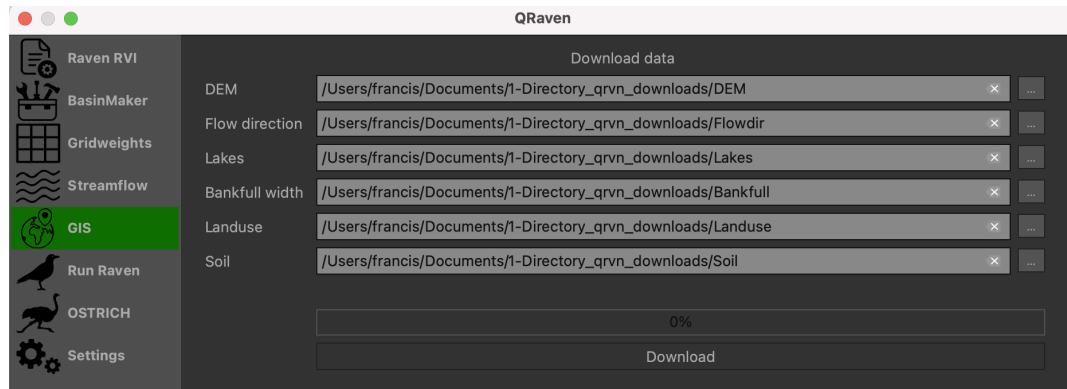 QRaven
Raven RVI
BasinMaker
Gridweights
Streamflow
GIS
Run Raven
OSTRICH
Settings
Download data
DEM /Users/francis/Documents/1-Directory_qrvn_downloads/DEM ...
Flow direction /Users/francis/Documents/1-Directory_qrvn_downloads/Flowdir ...
Lakes /Users/francis/Documents/1-Directory_qrvn_downloads/Lakes ...
Bankfull width /Users/francis/Documents/1-Directory_qrvn_downloads/Bankfull ...
Landuse /Users/francis/Documents/1-Directory_qrvn_downloads/Landuse ...
Soil /Users/francis/Documents/1-Directory_qrvn_downloads/Soil ...
0%
Download